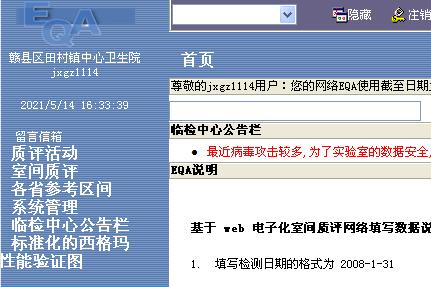 EQA
隐藏
注销
赣县区田村镇中心卫生院
jxgz1114
2021/5/14 16:33:39
首页
尊敬的jxgz1114用户：您的网络EQA使用截至日期
留言信箱
质评活动
室间质评
各省参考区间
系统管理
临检中心公告栏
标准化的西格玛
性能验证图
临检中心公告栏
• 最近病毒攻击较多,为了实验室的数据安全,
EQA说明
基于 web 电子化室间质评网络填写数据说
1. 填写检测日期的格式为 2008-1-31